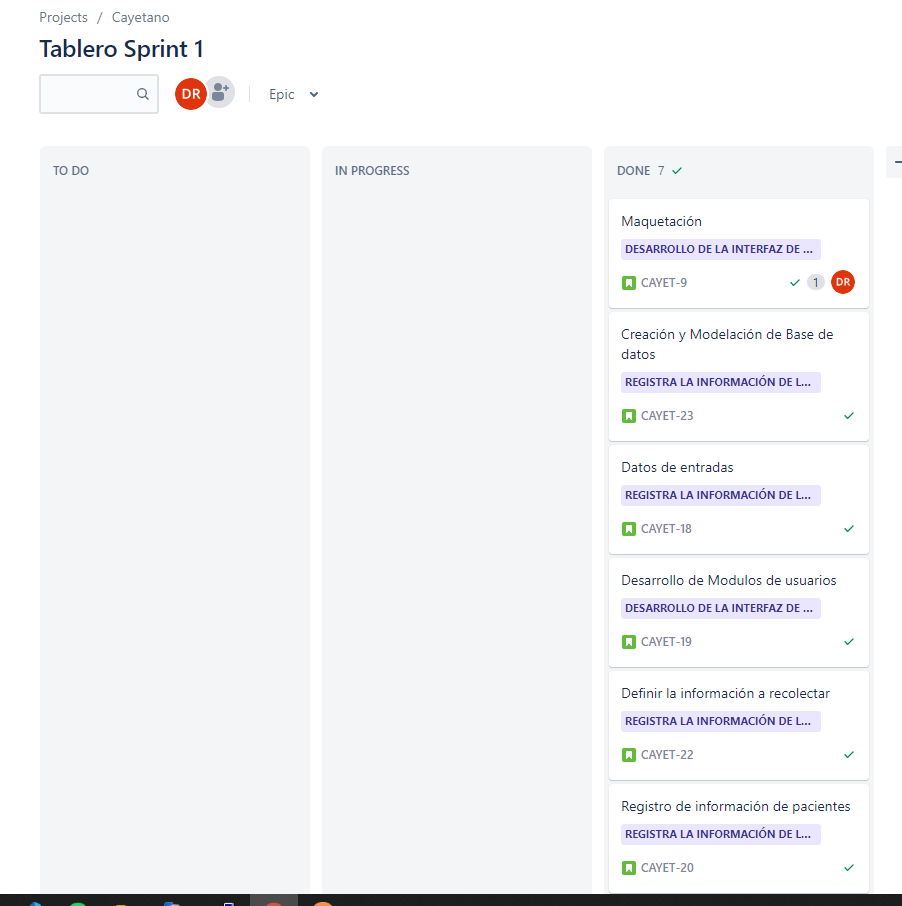 Projects / Cayetano
Tablero Sprint 1
DR
Epic
TO DO
IN PROGRESS
DONE 7
Maquetación
DESARROLLO DE LA INTERFAZ DE ...
CAYET-9 1 DR
Creación y Modelación de Base de
datos
REGISTRA LA INFORMACIÓN DE L...
CAYET-23
Datos de entradas
REGISTRA LA INFORMACIÓN DE L...
CAYET-18
Desarrollo de Modulos de usuarios
DESARROLLO DE LA INTERFAZ DE ...
CAYET-19
Definir la información a recolectar
REGISTRA LA INFORMACIÓN DE L...
CAYET-22
Registro de información de pacientes
REGISTRA LA INFORMACIÓN DE L...
CAYET-20